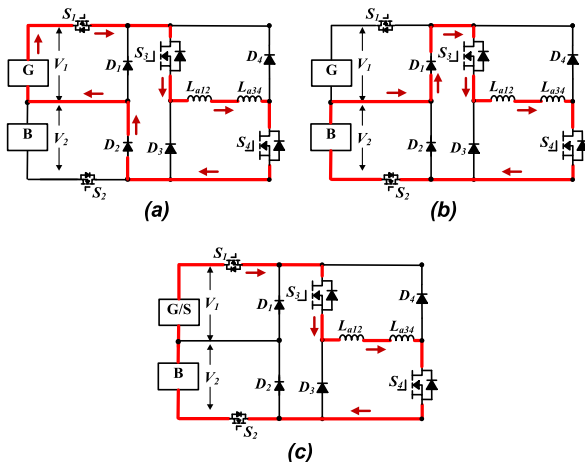 S1
G
V1
D1
S3
D4
La12
La34
B
V2
D2
D3
S4
S2
(a)
S1
G
V1
D1
S3
D4
La12
La34
B
V2
D2
D3
S4
S2
(b)
S1
G/S
V1
D1
S3
D4
La12
La34
B
V2
D2
D3
S4
S2
(c)